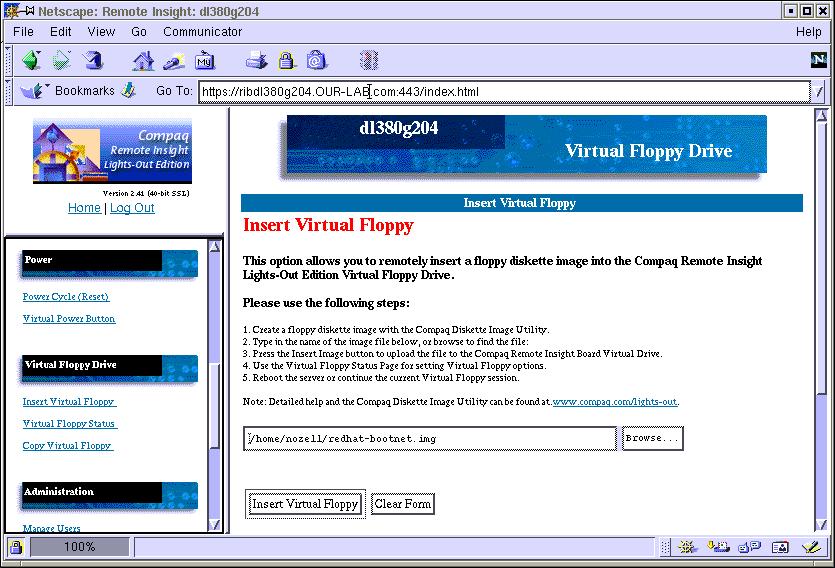 Netscape: Remote Insight: dl380g204
File Edit View Go Communicator Help
My
N
Bookmarks Go To: https://ribdl380g204.OUR-LAB.com:443/index.html
Compaq
Remote Insight
Lights-Out Edition
Version 2.41 (40-bit SSL)
Home | Log Out
Power
Power Cycle (Reset)
Virtual Power Button
Virtual Floppy Drive
Insert Virtual Floppy
Virtual Floppy Status
Copy Virtual Floppy
Administration
Manage Users
dl380g204
Virtual Floppy Drive
Insert Virtual Floppy
Insert Virtual Floppy
This option allows you to remotely insert a floppy diskette image into the Compaq Remote Insight
Lights-Out Edition Virtual Floppy Drive.
Please use the following steps:
1. Create a floppy diskette image with the Compaq Diskette Image Utility.
2. Type in the name of the image file below, or browse to find the file:
3. Press the Insert Image button to upload the file to the Compaq Remote Insight Board Virtual Drive.
4. Use the Virtual Floppy Status Page for setting Virtual Floppy options.
5. Reboot the server or continue the current Virtual Floppy session.
Note: Detailed help and the Compaq Diskette Image Utility can be found at www.compaq.com/lights-out.
/home/nozell/redhat-bootnet.img
Browse...
Insert Virtual Floppy Clear Form
100%